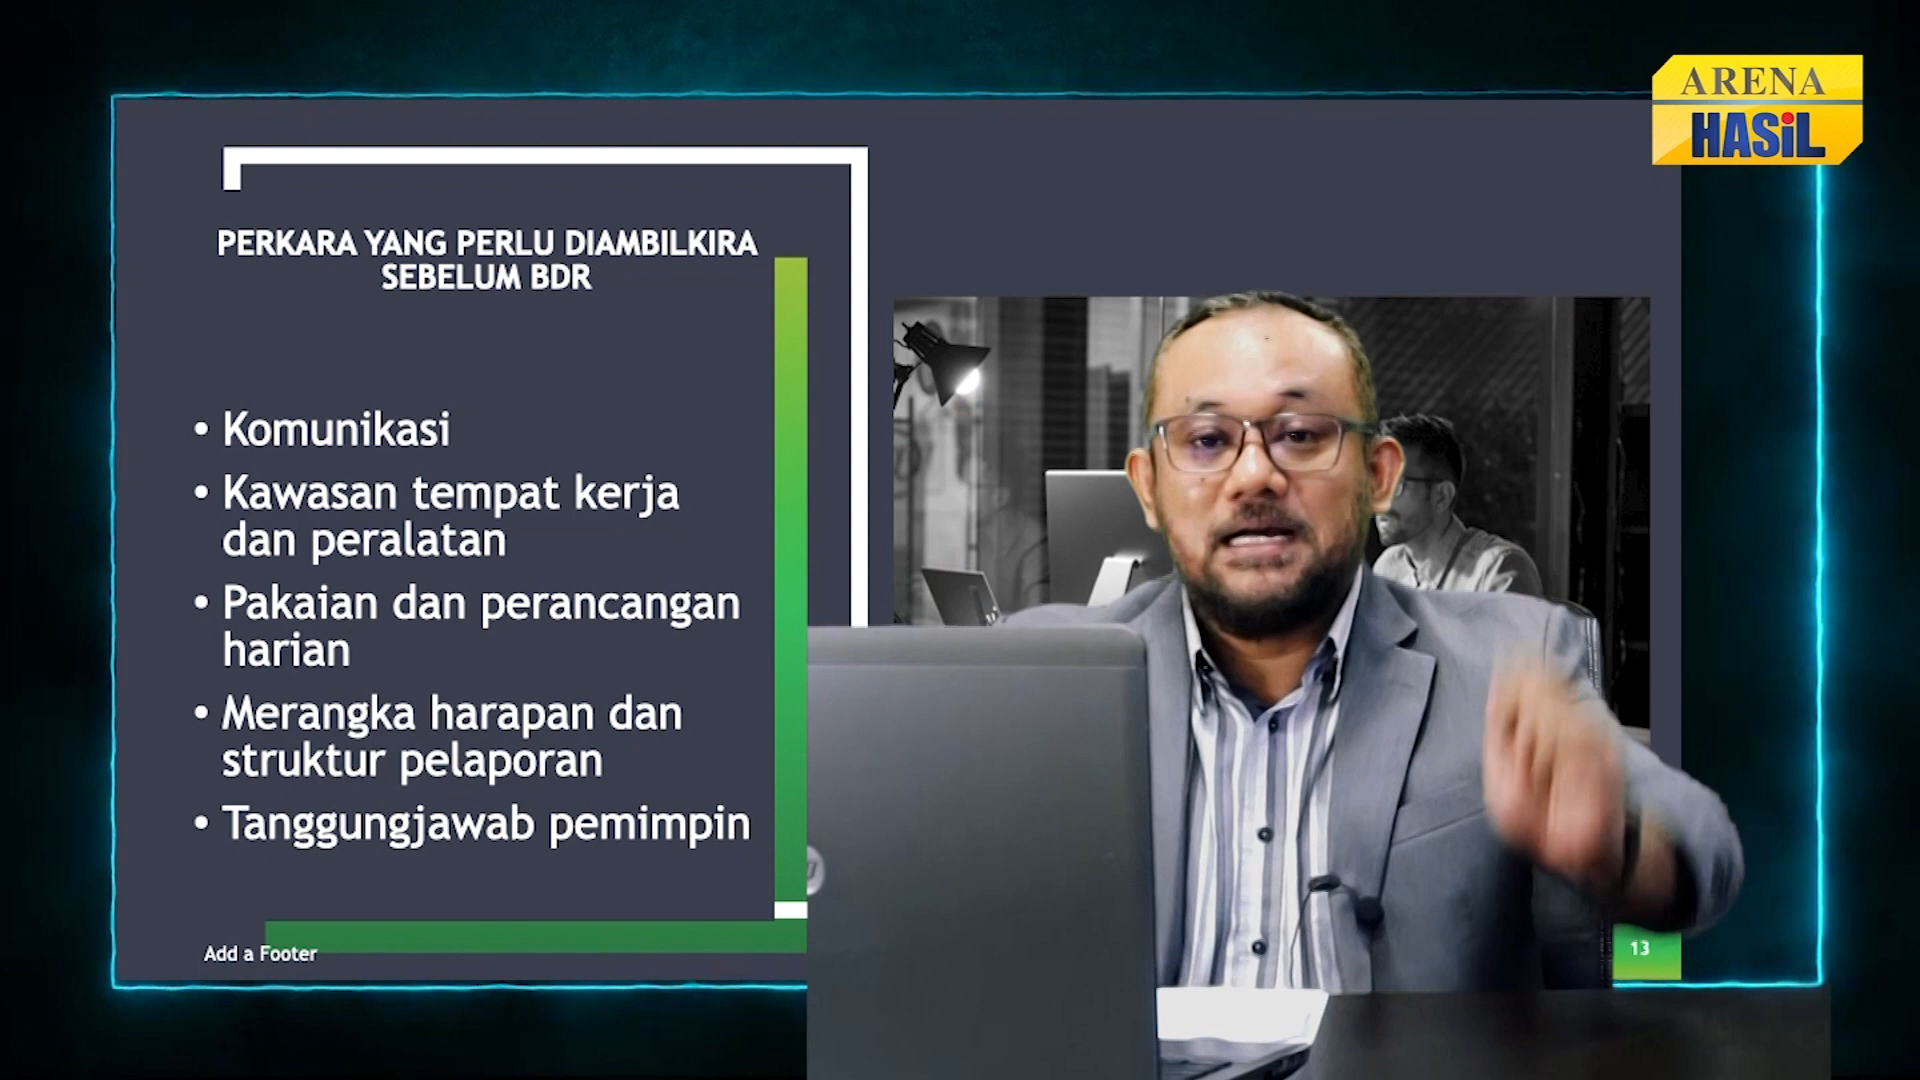 ARENA
HASiL
PERKARA YANG PERLU DIAMBILKIRA
SEBELUM BDR
• Komunikasi
• Kawasan tempat kerja
dan peralatan
• Pakaian dan perancangan
harian
• Merangka harapan dan
struktur pelaporan
• Tanggungjawab pemimpin
Add a Footer
13